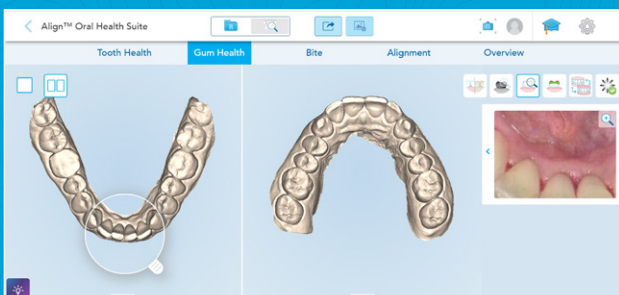 Align™ Oral Health Suite
Tooth Health
Gum Health
Bite
Alignment
Overview